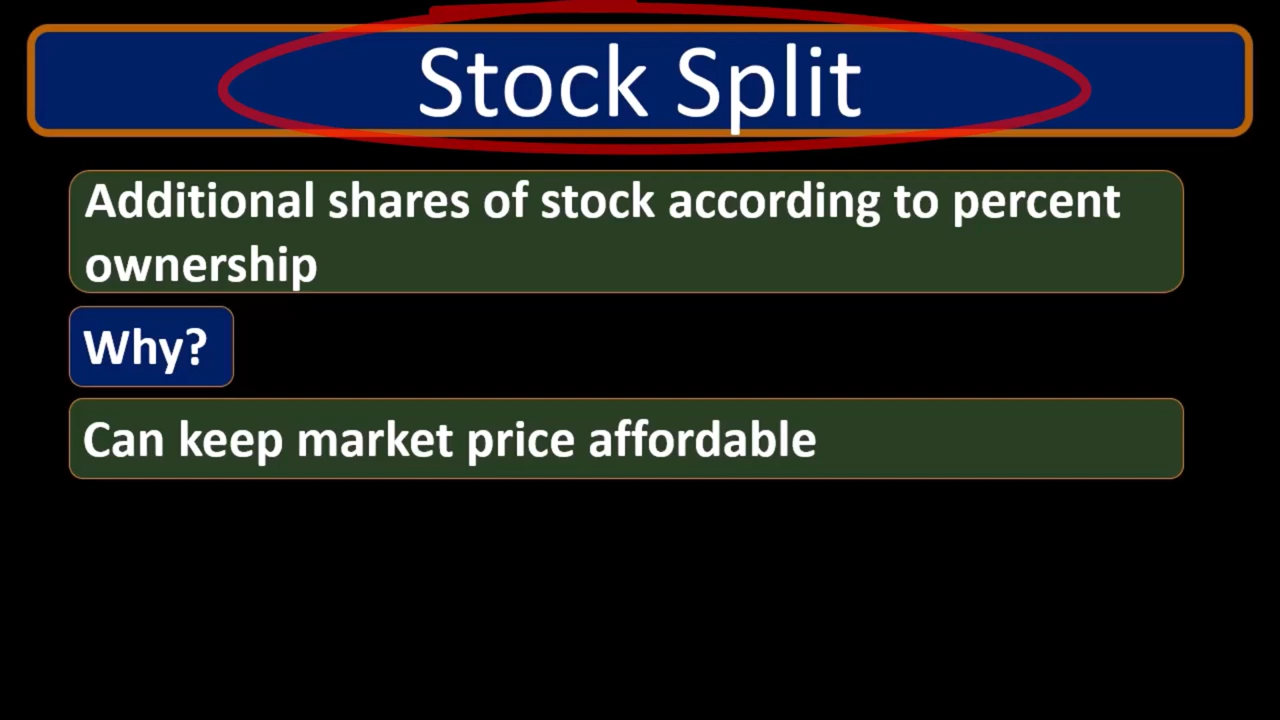 Stock Split
Additional shares of stock according to percent
ownership
Why?
Can keep market price affordable